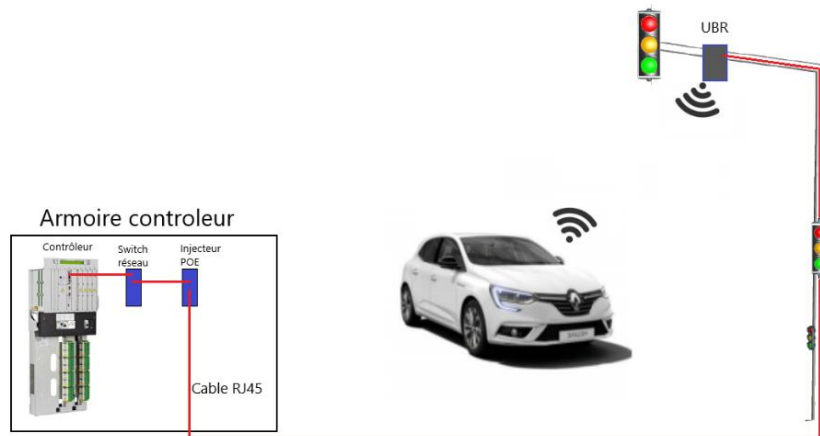 UBR
Armoire controleur
Contrôleur
Switch
réseau
Injecteur
POE
Cable RJ45